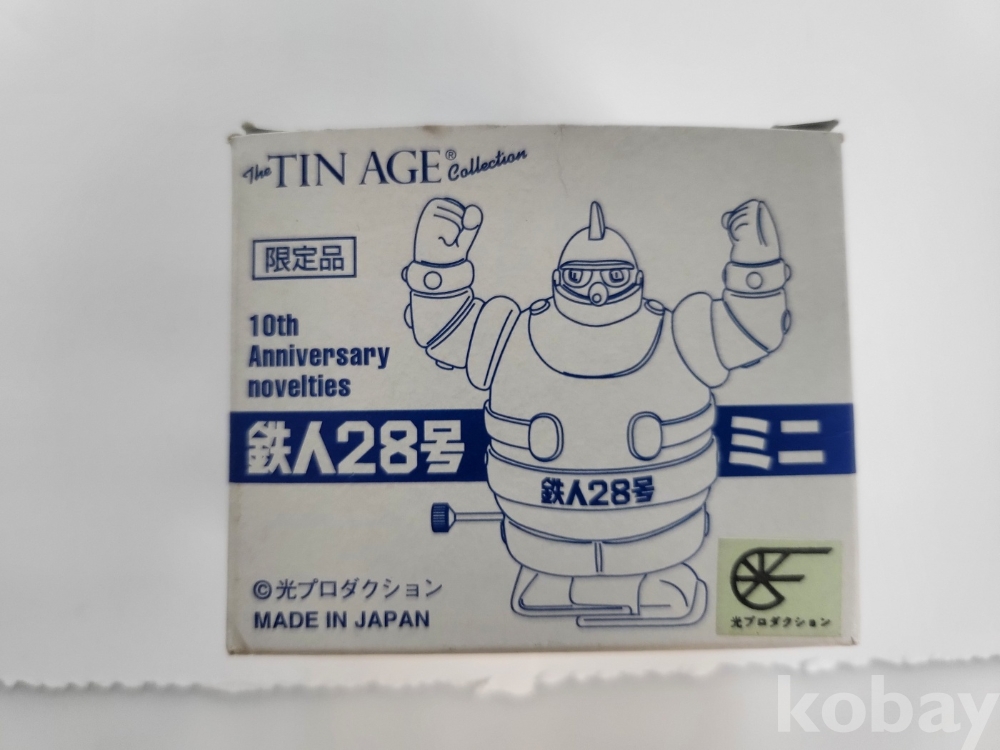 The TIN AGE® Collection
限定品
10th
Anniversary
novelties
鉄人28号 ミニ
鉄人28号
©光プロダクション
MADE IN JAPAN
光プロダクション
kobay